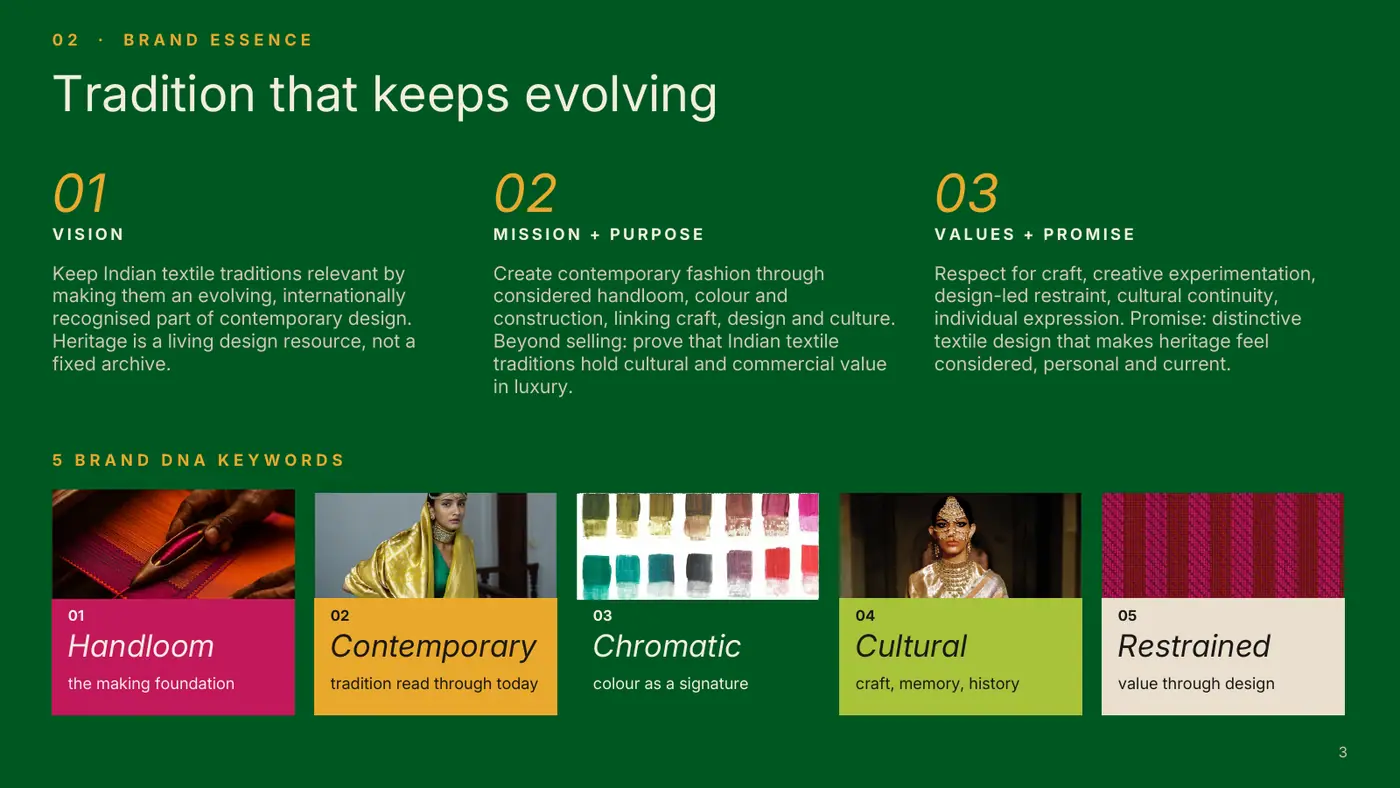 02 · BRAND ESSENCE
Tradition that keeps evolving
01
VISION
Keep Indian textile traditions relevant by
making them an evolving, internationally
recognised part of contemporary design.
Heritage is a living design resource, not a
fixed archive.
02
MISSION + PURPOSE
Create contemporary fashion through
considered handloom, colour and
construction, linking craft, design and culture.
Beyond selling: prove that Indian textile
traditions hold cultural and commercial value
in luxury.
03
VALUES + PROMISE
Respect for craft, creative experimentation,
design-led restraint, cultural continuity,
individual expression. Promise: distinctive
textile design that makes heritage feel
considered, personal and current.
5 BRAND DNA KEYWORDS
01
Handloom
the making foundation
02
Contemporary
tradition read through today
03
Chromatic
colour as a signature
04
Cultural
craft, memory, history
05
Restrained
value through design
3